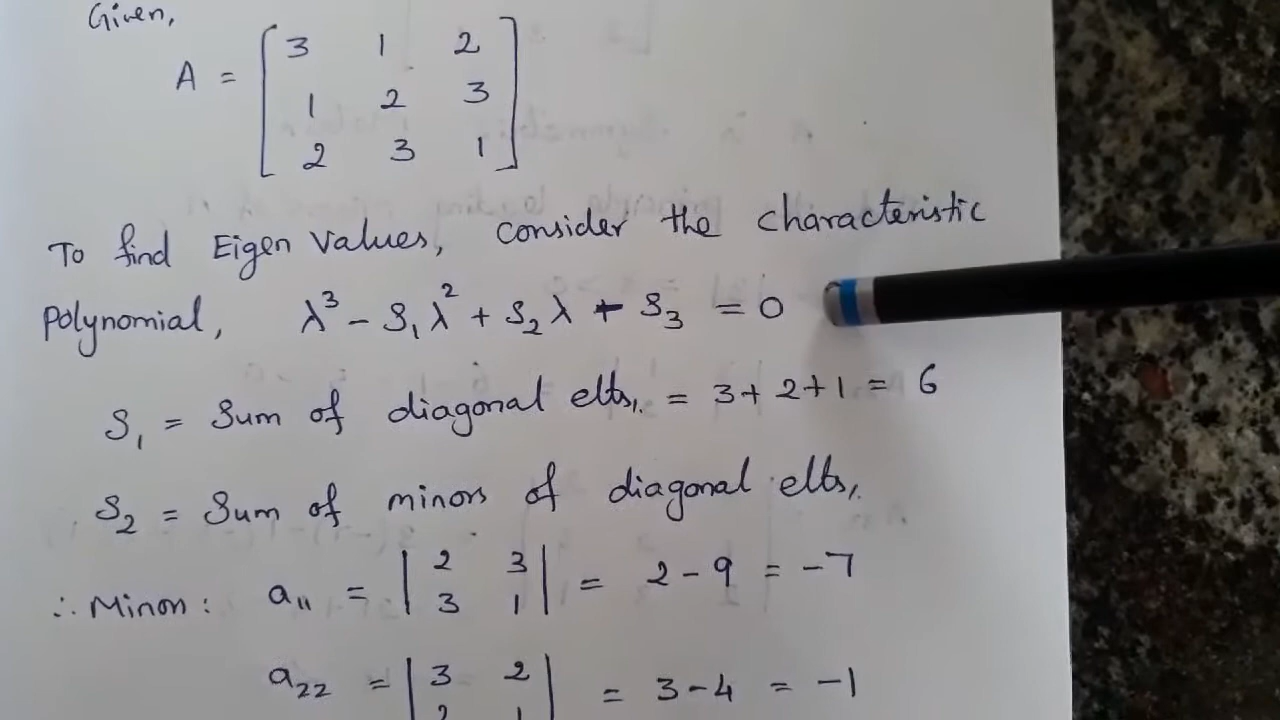 Given,
A = [ 3 1 2
1 2 3
2 3 1 ]
To find Eigen values, consider the characteristic
Polynomial, λ³ - S₁λ² + S₂λ - S₃ = 0
S₁ = Sum of diagonal elts,. = 3+2+1 = 6
S₂ = Sum of minors of diagonal elts,.
∴ Minor: a₁₁ = | 2 3 | = 2-9 = -7
| 3 1 |
a₂₂ = | 3 2 | = 3-4 = -1
| 2 1 |